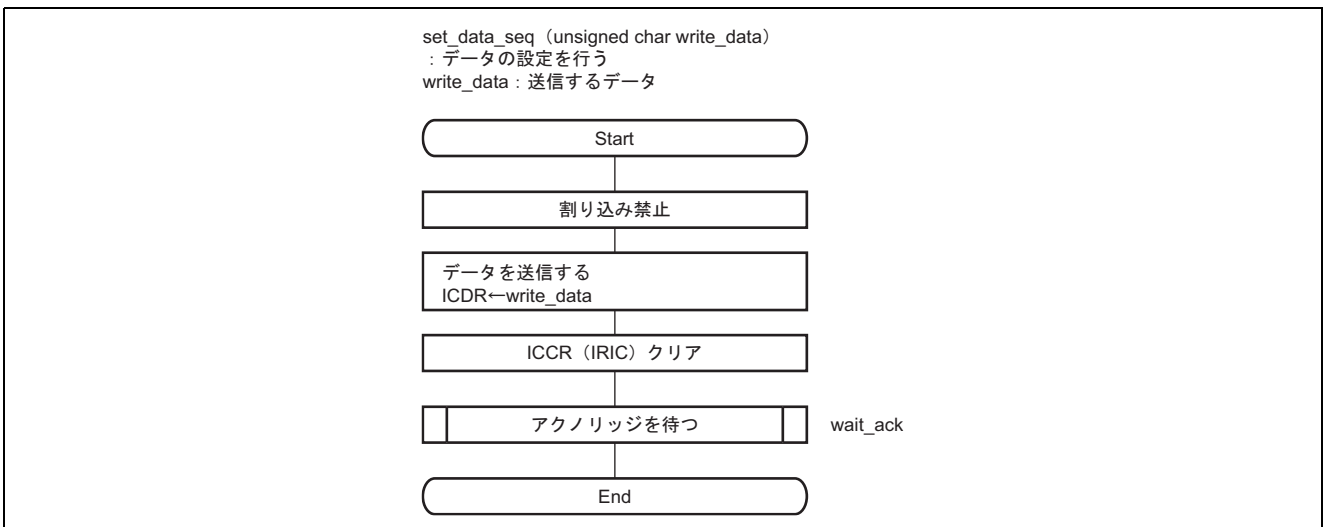 set_data_seq（unsigned char write_data）
：データの設定を行う
write_data：送信するデータ
Start
割り込み禁止
データを送信する
ICDR←write_data
ICCR（IRIC）クリア
アクノリッジを待つ
wait_ack
End